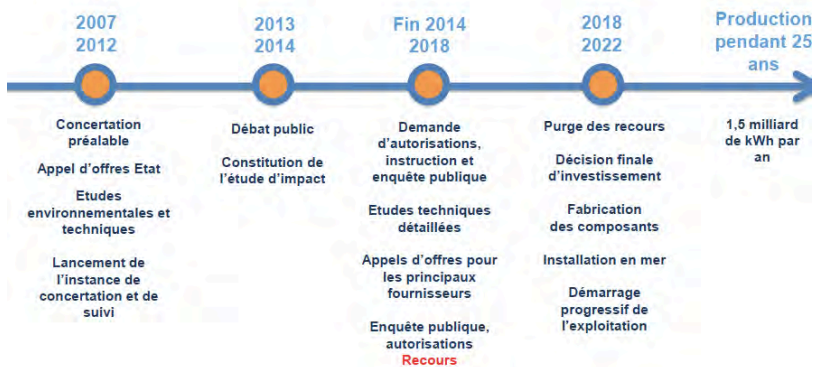 2007
2012
2013
2014
Fin 2014
2018
2018
2022
Production
pendant 25
ans
Concertation
préalable
Appel d'offres Etat
Etudes
environnementales et
techniques
Lancement de
l'instance de
concertation et de
suivi
Débat public
Constitution de
l'étude d'impact
Demande
d'autorisations,
instruction et
enquête publique
Etudes techniques
détaillées
Appels d'offres pour
les principaux
fournisseurs
Enquête publique,
autorisations
Recours
Purge des recours
Décision finale
d'investissement
Fabrication
des composants
Installation en mer
Démarrage
progressif de
l'exploitation
1,5 milliard
de kWh par
an